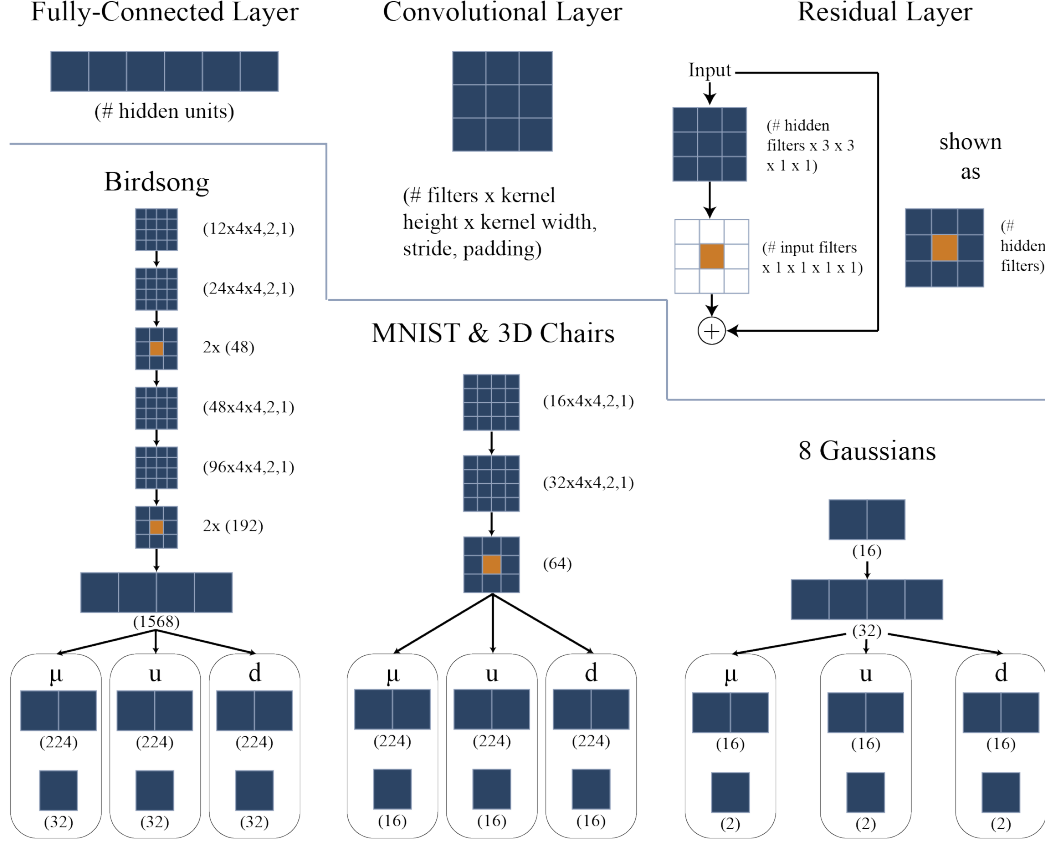 Fully-Connected Layer
(# hidden units)
Convolutional Layer
(# filters x kernel
height x kernel width,
stride, padding)
Residual Layer
Input
(# hidden
filters x 3 x 3
x 1 x 1)
(# input filters
x 1 x 1 x 1 x 1)
+
shown
as
(#
hidden
filters)
Birdsong
(12x4x4,2,1)
(24x4x4,2,1)
2x (48)
(48x4x4,2,1)
(96x4x4,2,1)
2x (192)
(1568)
μ
u
d
(224)
(224)
(224)
(32)
(32)
(32)
MNIST & 3D Chairs
(16x4x4,2,1)
(32x4x4,2,1)
(64)
μ
u
d
(224)
(224)
(224)
(16)
(16)
(16)
8 Gaussians
(16)
(32)
μ
u
d
(16)
(16)
(16)
(2)
(2)
(2)